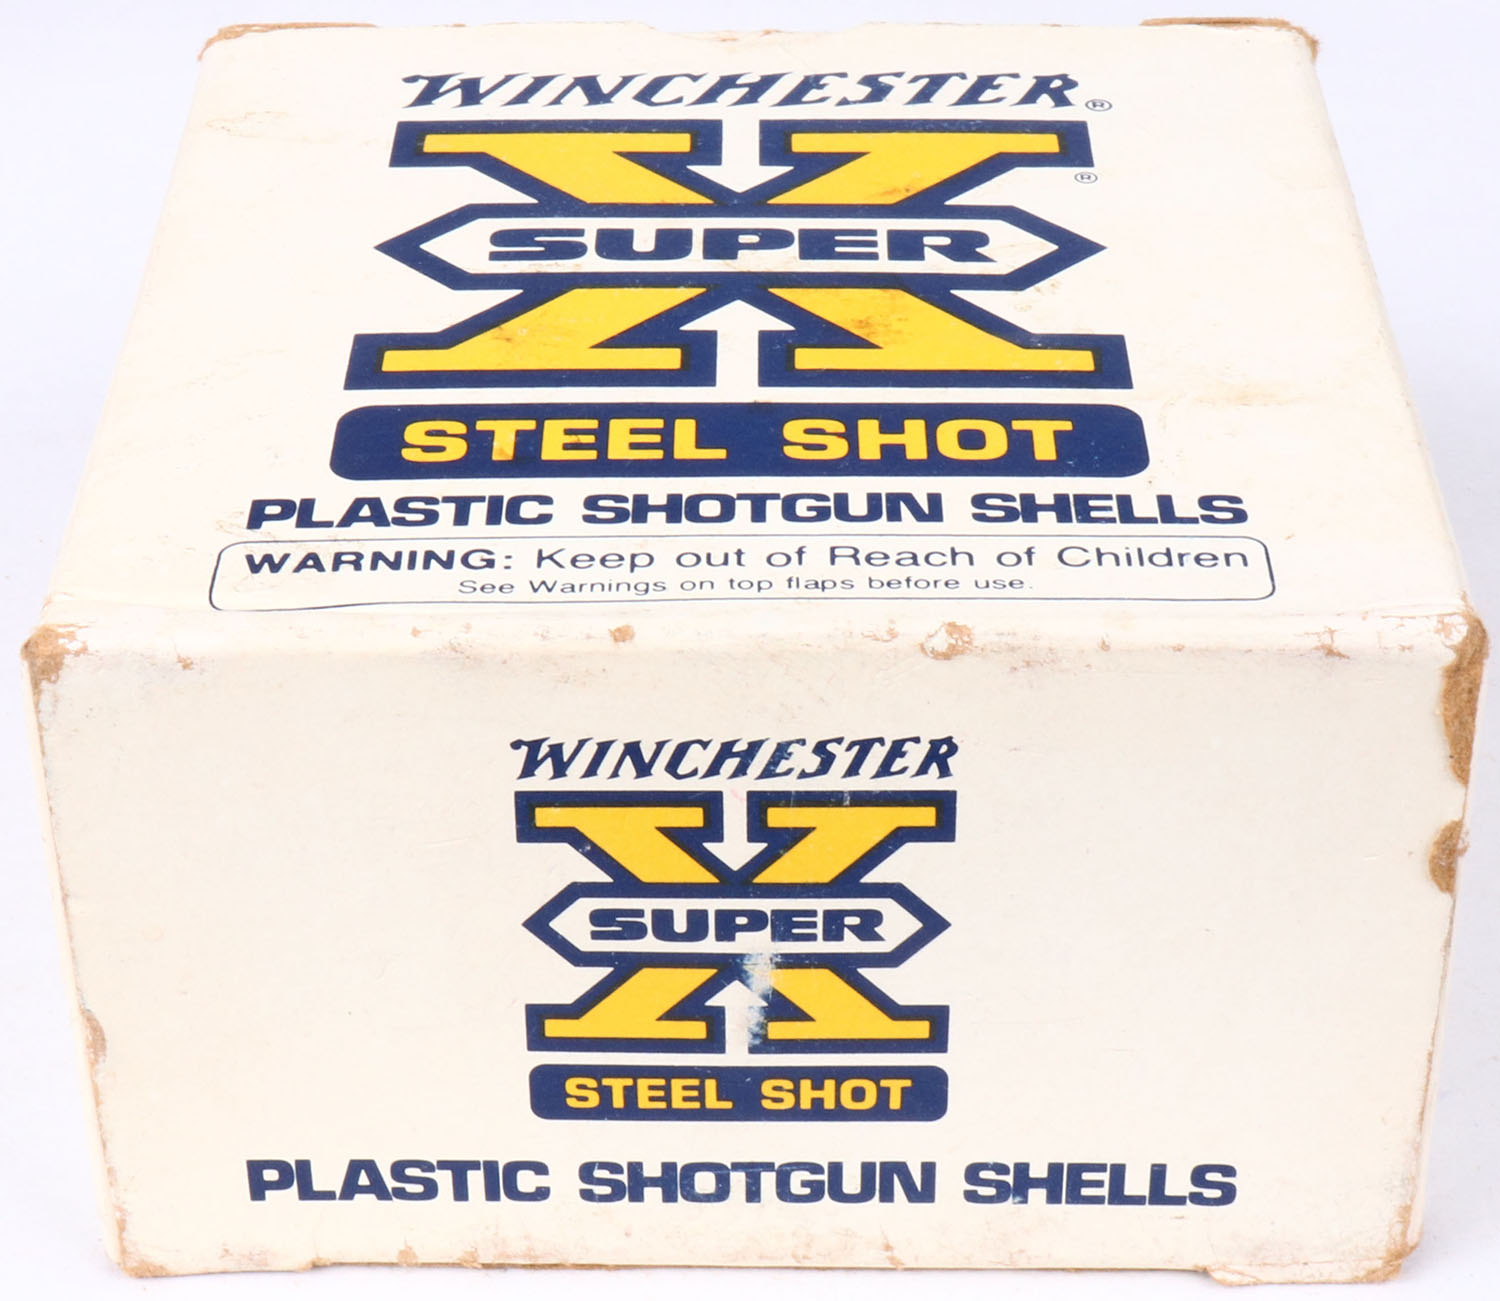 WINCHESTER®
X®
SUPER
STEEL SHOT
PLASTIC SHOTGUN SHELLS
WARNING: Keep out of Reach of Children
See Warnings on top flaps before use.
WINCHESTER
X
SUPER
STEEL SHOT
PLASTIC SHOTGUN SHELLS